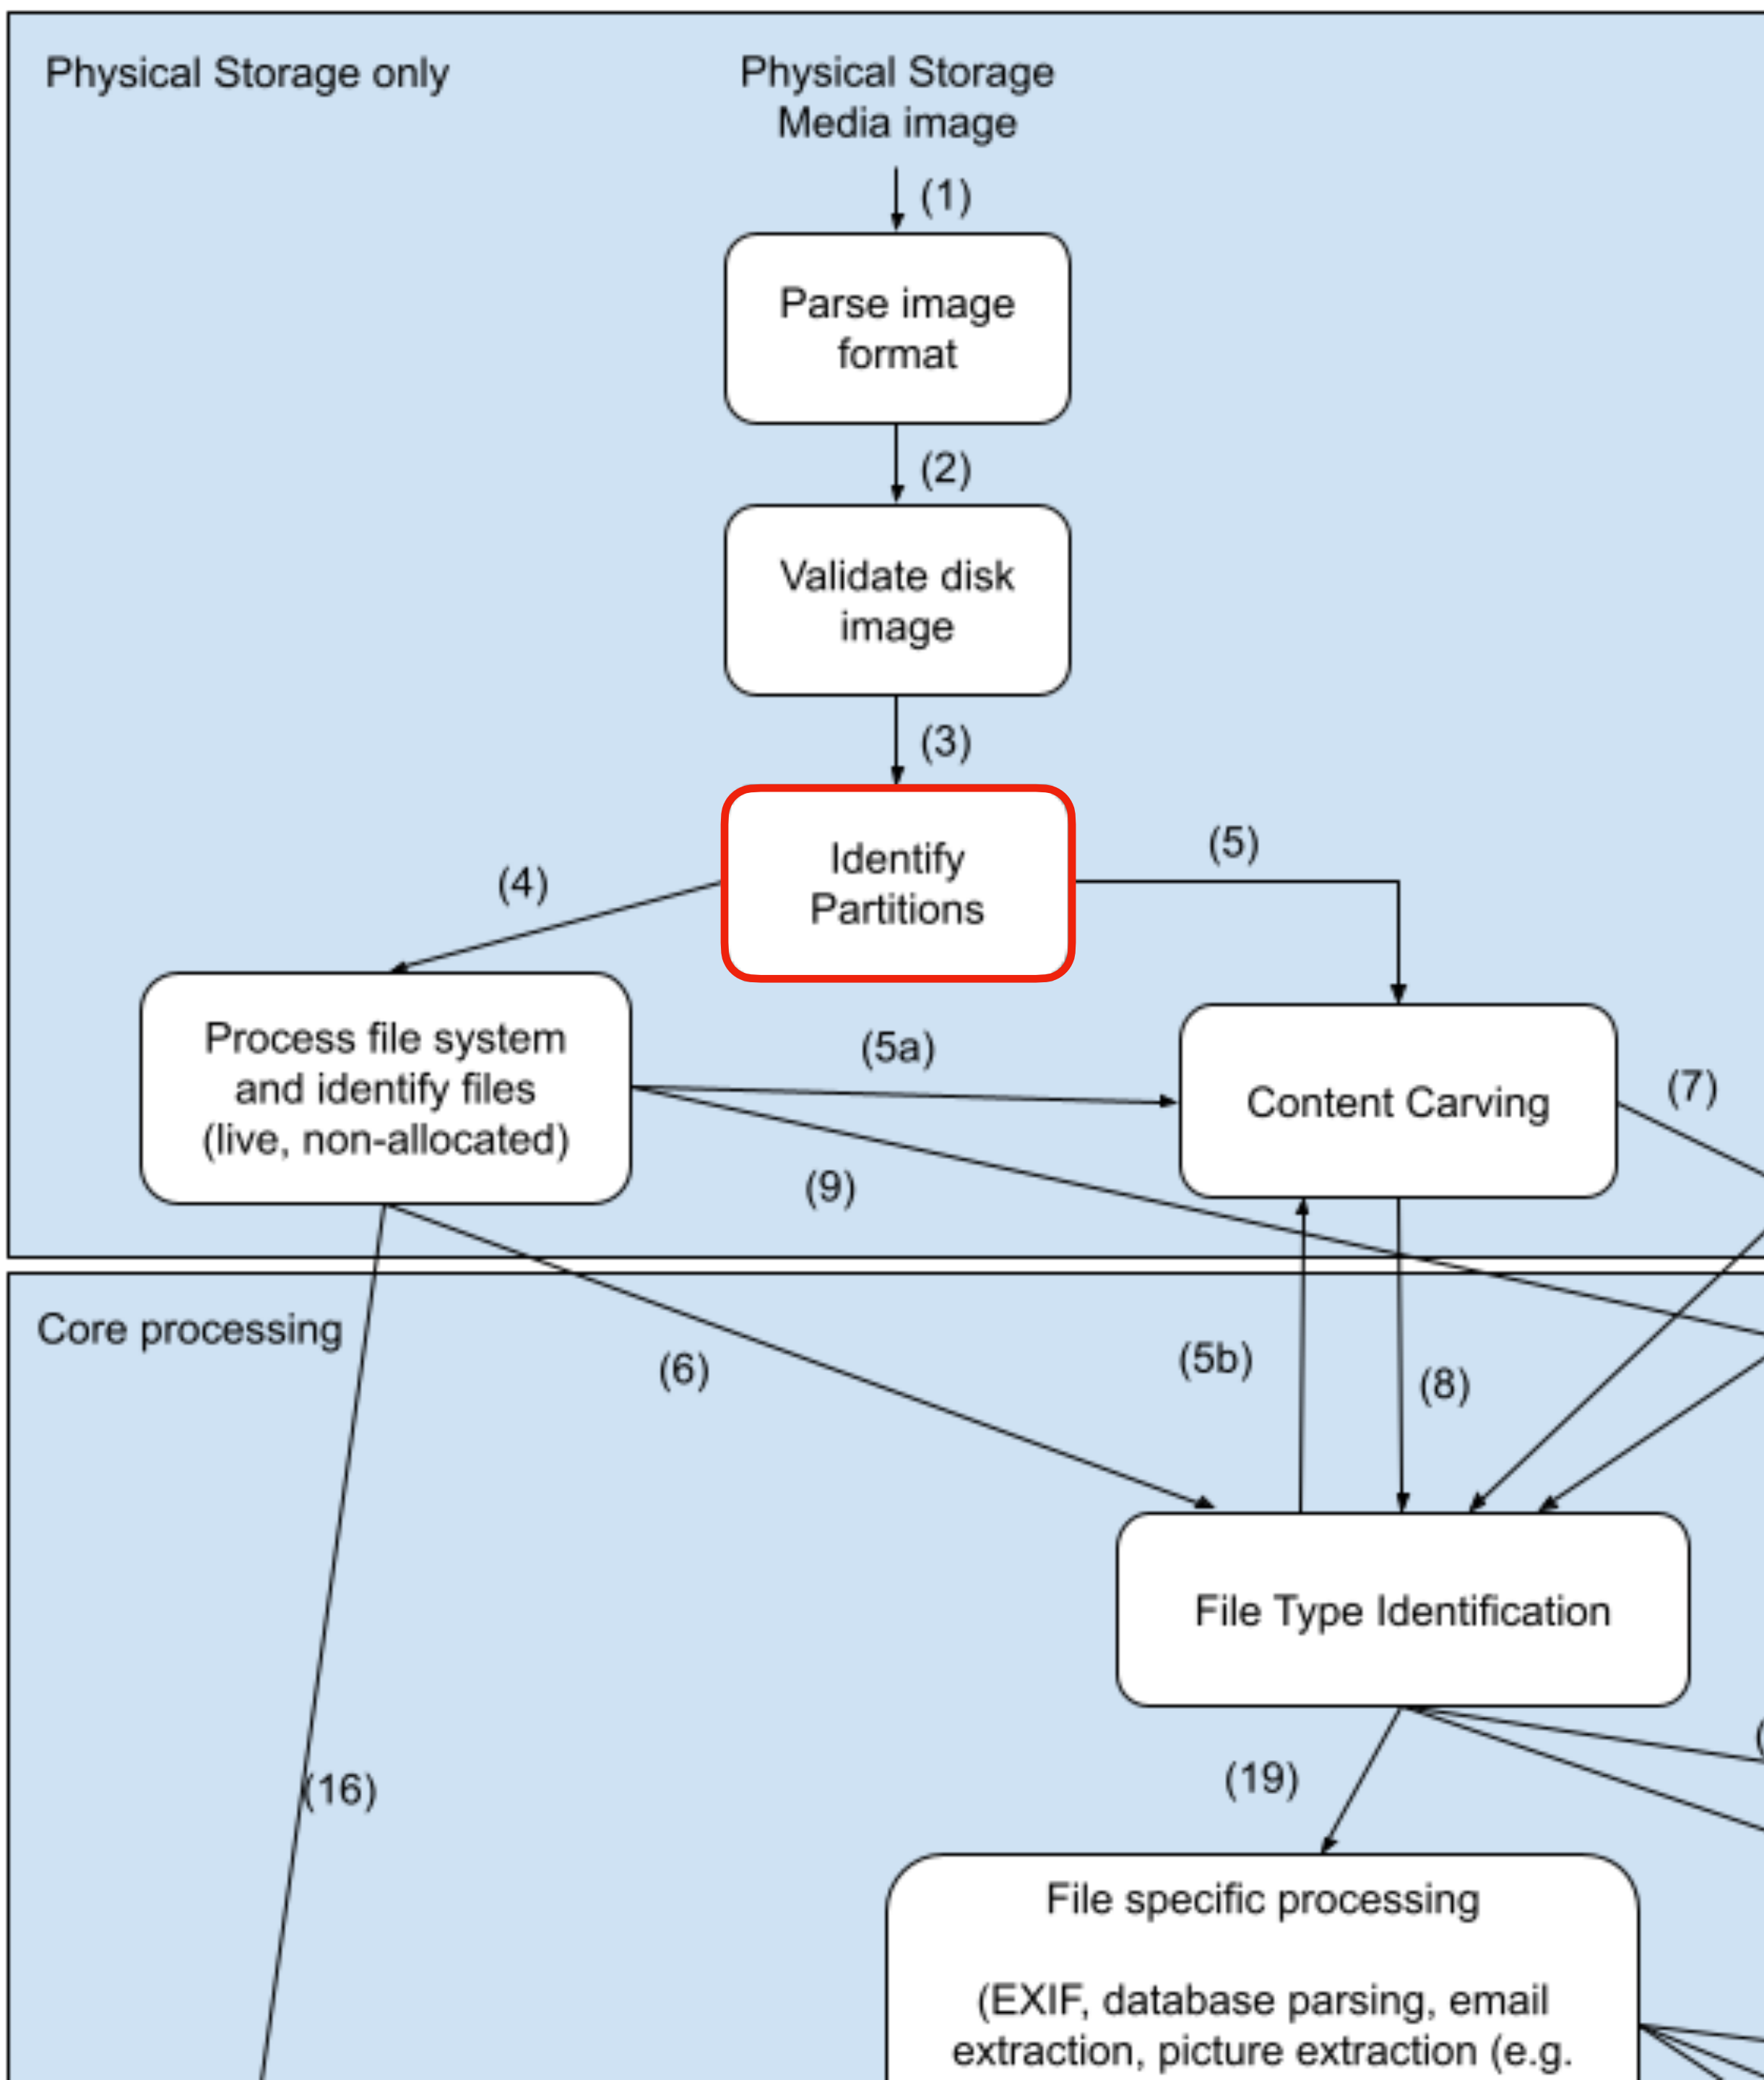 Physical Storage only
Physical Storage
Media image
(1)
Parse image
format
(2)
Validate disk
image
(3)
Identify
Partitions
(4)
(5)
Process file system
and identify files
(live, non-allocated)
(5a)
Content Carving
(7)
(9)
Core processing
(6)
(5b)
(8)
File Type Identification
(16)
(19)
File specific processing
(EXIF, database parsing, email
extraction, picture extraction (e.g.